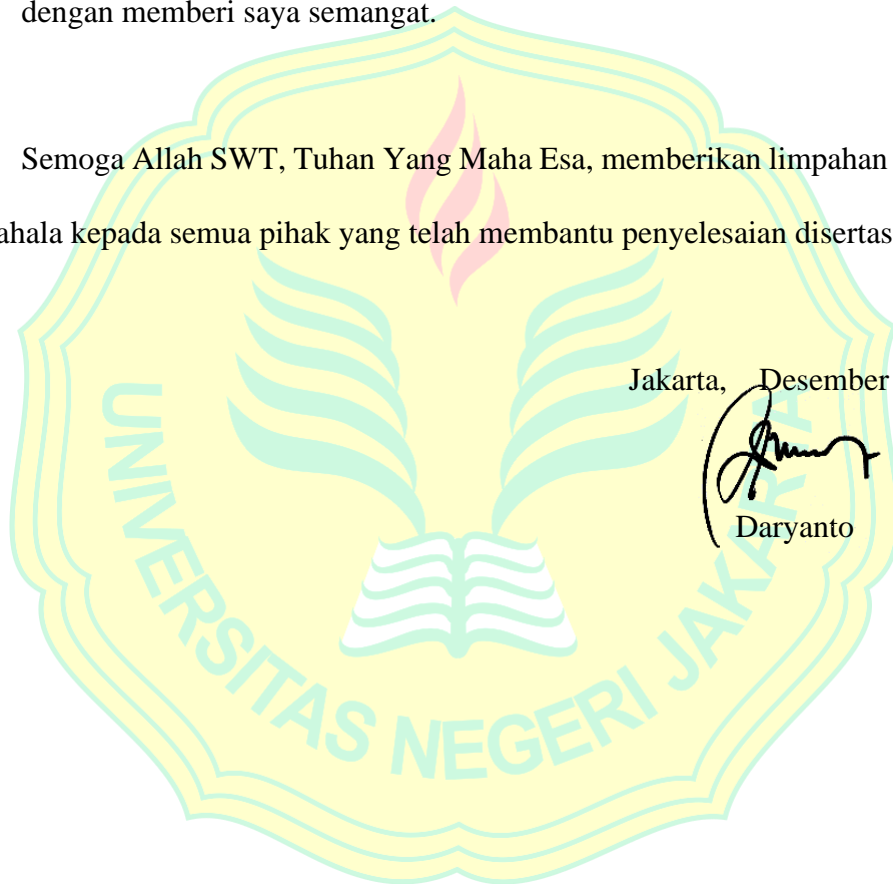 dengan memberi saya semangat.
Semoga Allah SWT, Tuhan Yang Maha Esa, memberikan limpahan
ahala kepada semua pihak yang telah membantu penyelesaian disertas
Jakarta, Desember
Daryanto
UNIVERSITAS NEGERI JAKARTA